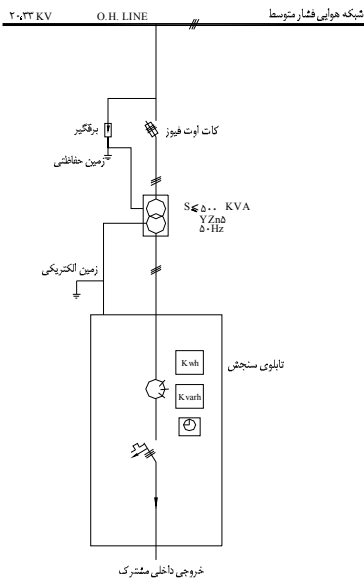 ۲۰،۳۳ KV O.H. LINE شبکه هوایی فشار متوسط
برقگیر
کات اوت فیوز
زمین حفاظتی
S⩽۵۰۰ KVA
YZn۵
۵۰Hz
زمین الکتریکی
Kwh
تابلوی سنجش
Kvarh
خروجی داخلی مشترک